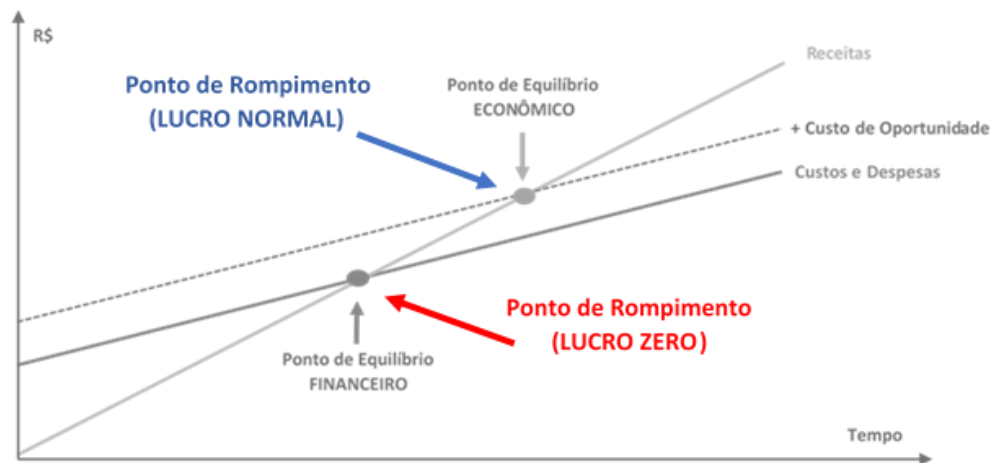 R$
Receitas
Ponto de Rompimento
(LUCRO NORMAL)
Ponto de Equilíbrio
ECONÔMICO
+ Custo de Oportunidade
Custos e Despesas
Ponto de Rompimento
(LUCRO ZERO)
Ponto de Equilíbrio
FINANCEIRO
Tempo